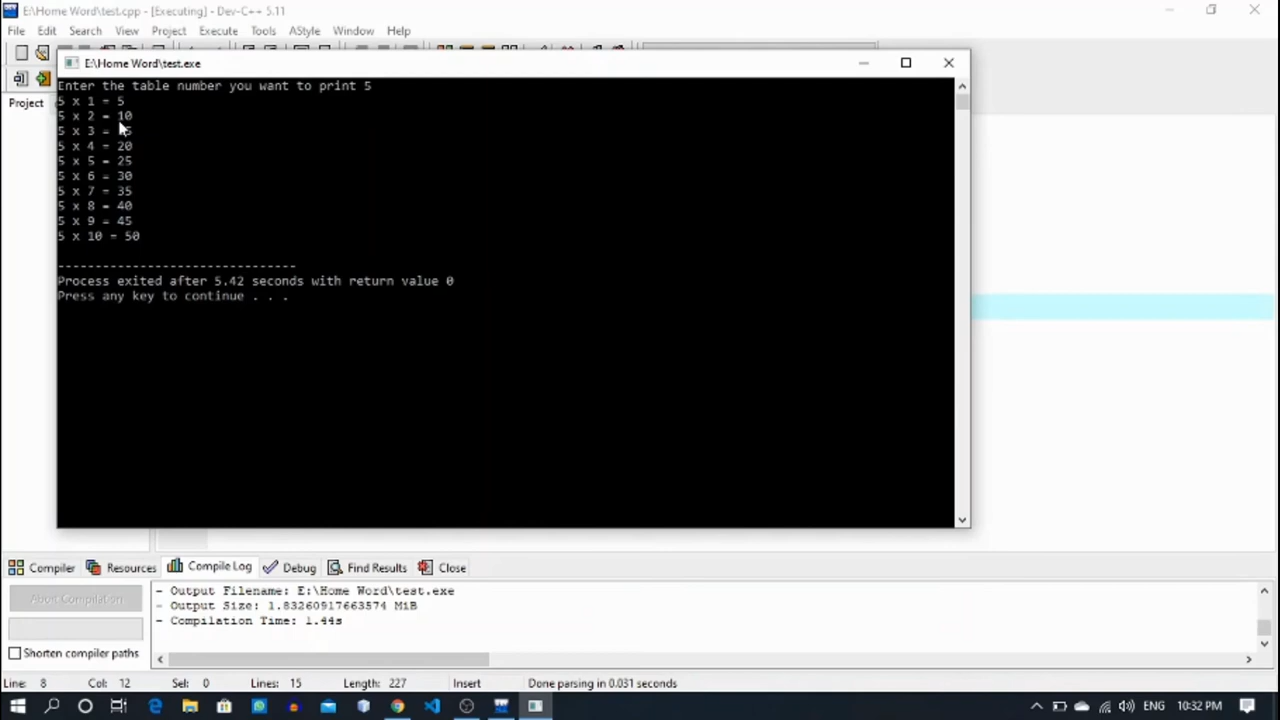 E:\Home Word\test.cpp - [Executing] - Dev-C++ 5.11
File Edit Search View Project Execute Tools AStyle Window Help
E:\Home Word\test.exe
Project
Enter the table number you want to print 5
5 x 1 = 5
5 x 2 = 10
5 x 3 = 5
5 x 4 = 20
5 x 5 = 25
5 x 6 = 30
5 x 7 = 35
5 x 8 = 40
5 x 9 = 45
5 x 10 = 50
--------------------------------
Process exited after 5.42 seconds with return value 0
Press any key to continue . . .
Compiler Resources Compile Log Debug Find Results Close
Abort Compilation
- Output Filename: E:\Home Word\test.exe
- Output Size: 1.83260917663574 MiB
- Compilation Time: 1.44s
Shorten compiler paths
Line: 8 Col: 12 Sel: 0 Lines: 15 Length: 227 Insert Done parsing in 0.031 seconds
ENG 10:32 PM